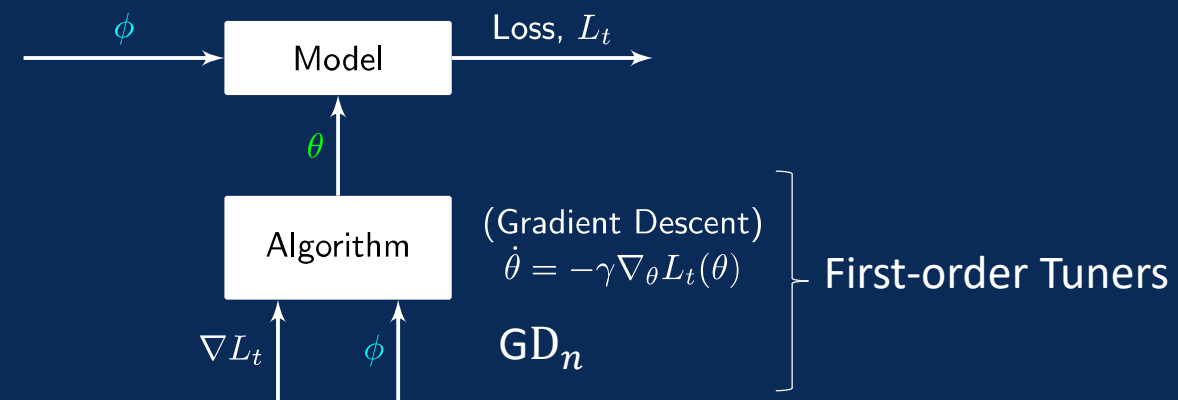 ϕ
Loss, L_t
Model
θ
Algorithm
(Gradient Descent)
θ̇ = −γ∇_θ L_t(θ)
First-order Tuners
GD_n
∇L_t
ϕ